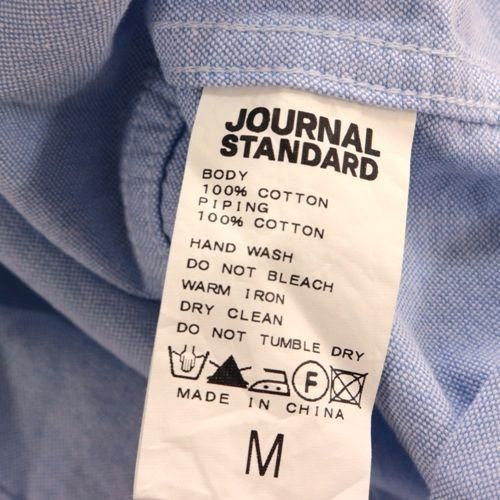 JOURNAL
STANDARD
BODY
100% COTTON
PIPING
100% COTTON
HAND WASH
DO NOT BLEACH
WARM IRON
DRY CLEAN
DO NOT TUMBLE DRY
F
MADE IN CHINA
M